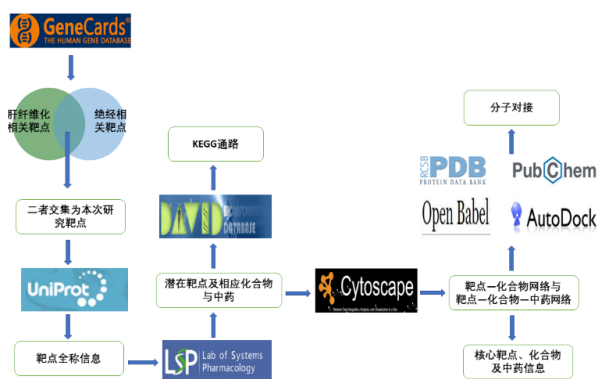 GeneCards®
THE HUMAN GENE DATABASE
肝纤维化
相关靶点
绝经相
关靶点
二者交集为本次研
究靶点
UniProt
靶点全称信息
LSP Lab of Systems
Pharmacology
潜在靶点及相应化合物
与中药
DAVID
DATABASE
KEGG通路
Cytoscape
靶点—化合物网络与
靶点—化合物—中药网络
核心靶点、化合物
及中药信息
RCSB
PDB
PROTEIN DATA BANK
PubChem
Open Babel
AutoDock
分子对接